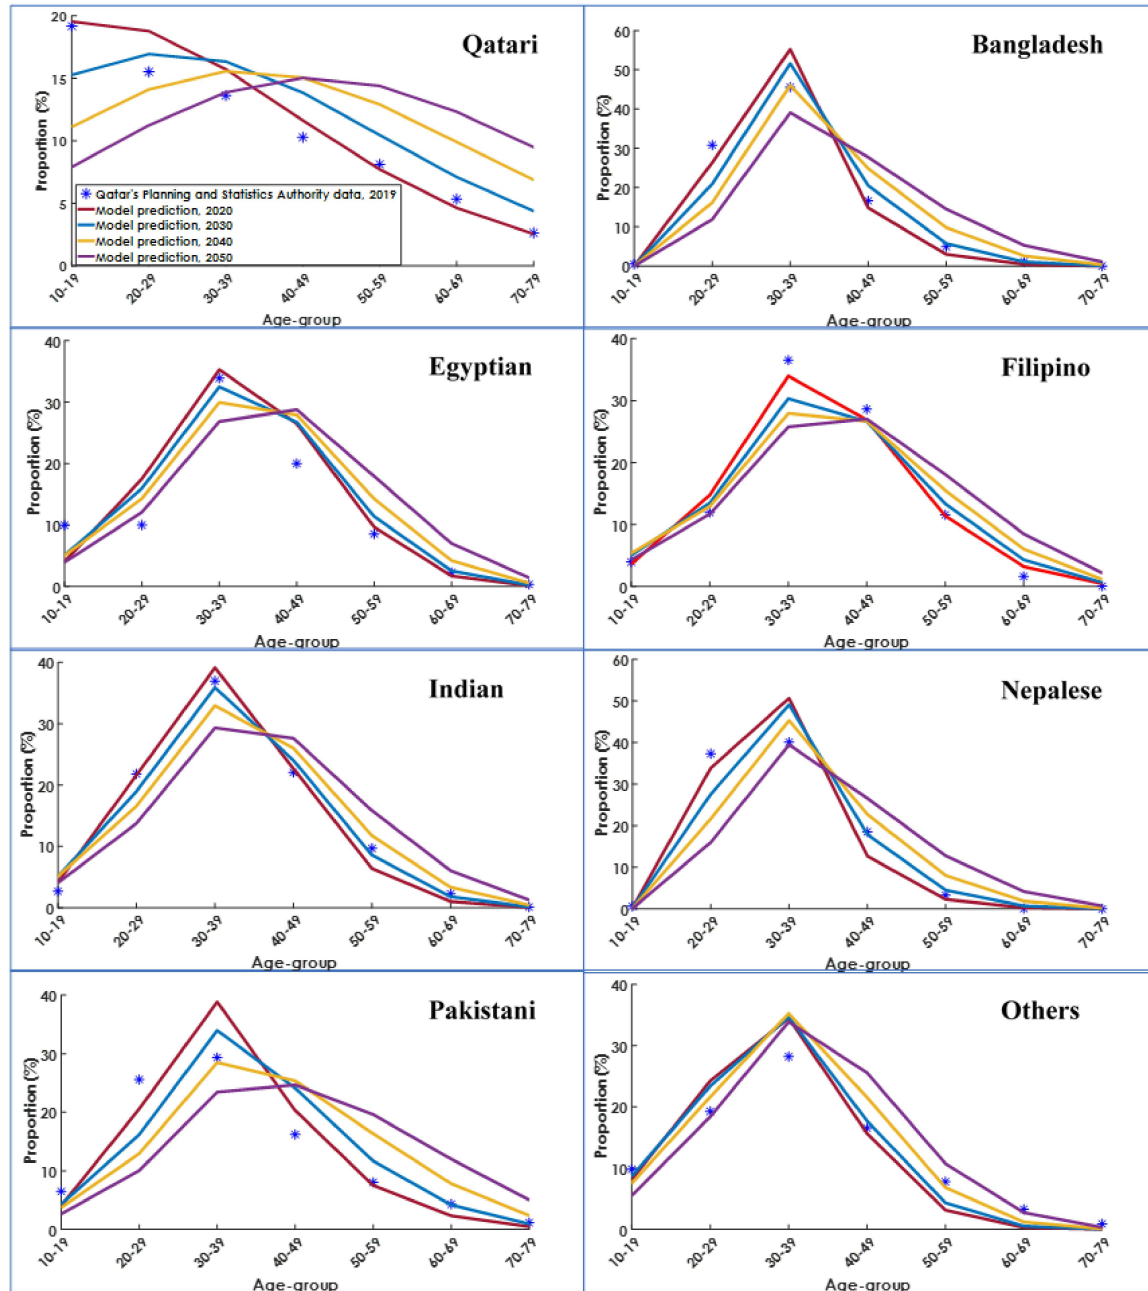 Qatari
Proportion (%)
20
15
10
5
0
Qatar's Planning and Statistics Authority data, 2019
Model prediction, 2020
Model prediction, 2030
Model prediction, 2040
Model prediction, 2050
10-19 20-29 30-39 40-49 50-59 60-69 70-79
Age-group
Bangladesh
Proportion (%)
60
50
40
30
20
10
0
10-19 20-29 30-39 40-49 50-59 60-69 70-79
Age-group
Egyptian
Proportion (%)
40
30
20
10
0
10-19 20-29 30-39 40-49 50-59 60-69 70-79
Age-group
Filipino
Proportion (%)
40
30
20
10
0
10-19 20-29 30-39 40-49 50-59 60-69 70-79
Age-group
Indian
Proportion (%)
40
30
20
10
0
10-19 20-29 30-39 40-49 50-59 60-69 70-79
Age-group
Nepalese
Proportion (%)
60
50
40
30
20
10
0
10-19 20-29 30-39 40-49 50-59 60-69 70-79
Age-group
Pakistani
Proportion (%)
40
30
20
10
0
10-19 20-29 30-39 40-49 50-59 60-69 70-79
Age-group
Others
Proportion (%)
40
30
20
10
0
10-19 20-29 30-39 40-49 50-59 60-69 70-79
Age-group